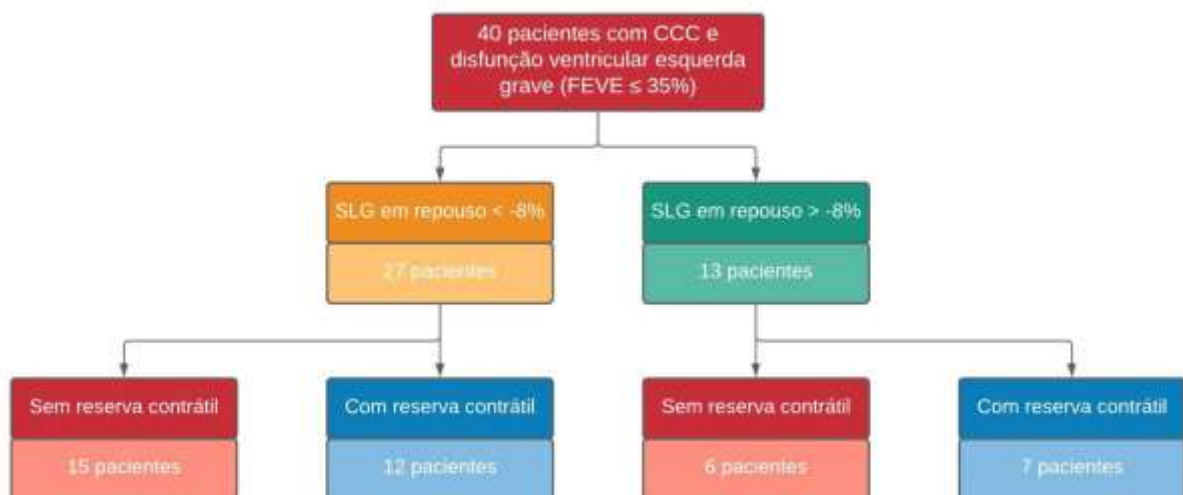 40 pacientes com CCC e
disfunção ventricular esquerda
grave (FEVE ≤ 35%)
SLG em repouso < -8%
SLG em repouso > -8%
27 pacientes
13 pacientes
Sem reserva contrátil
Com reserva contrátil
Sem reserva contrátil
Com reserva contrátil
15 pacientes
12 pacientes
6 pacientes
7 pacientes